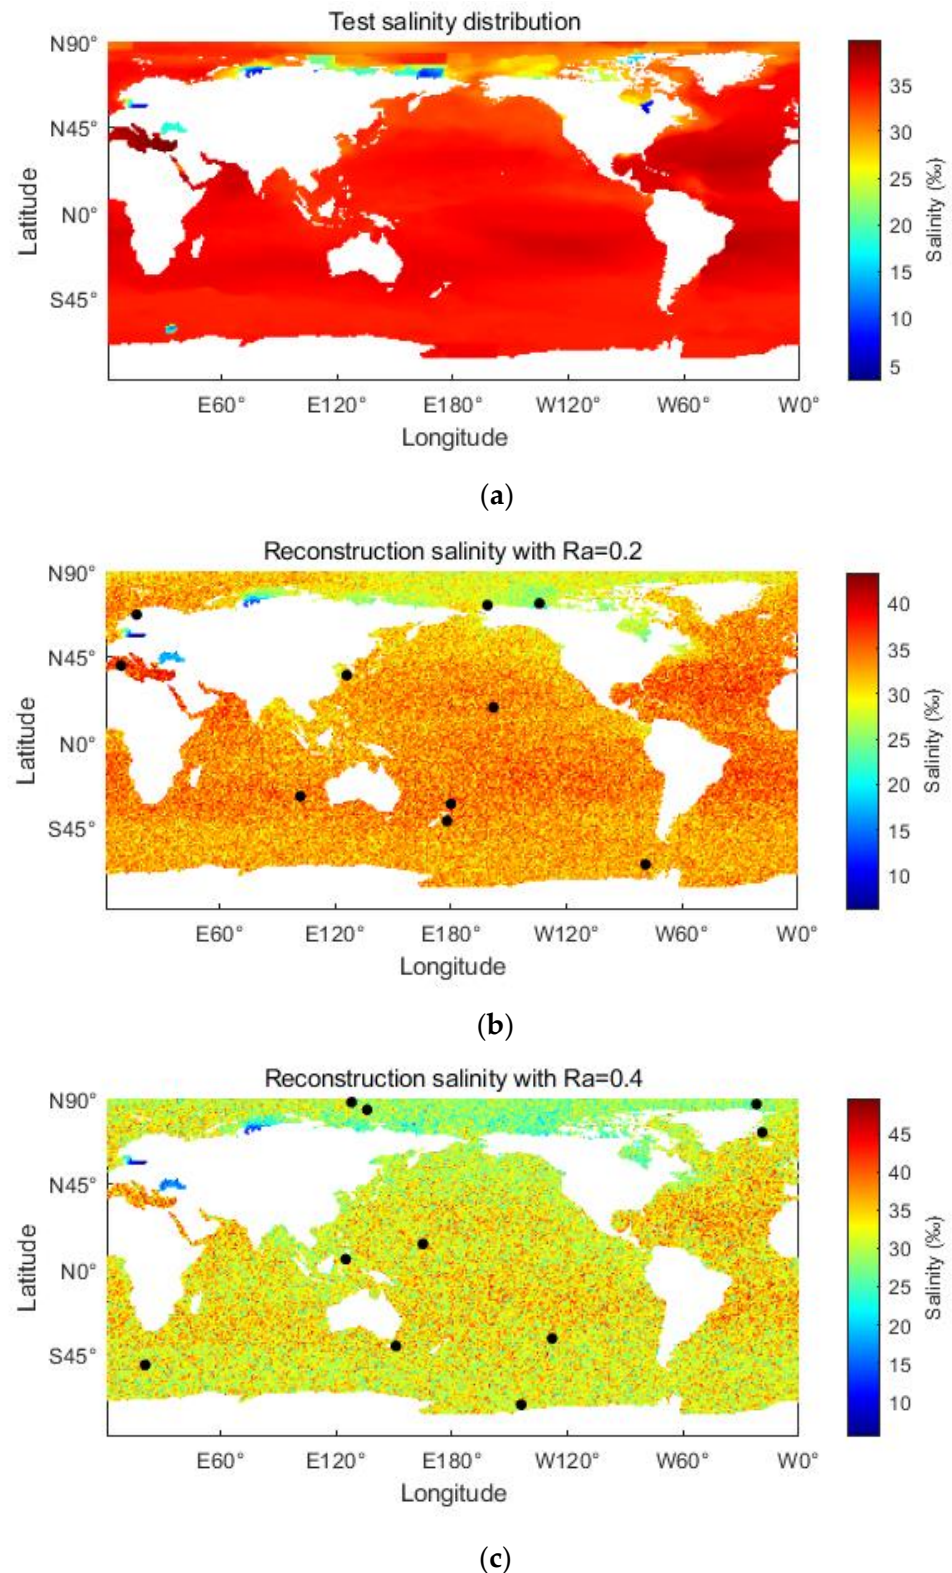 Test salinity distribution
N90°
N45°
N0°
S45°
Latitude
E60° E120° E180° W120° W60° W0°
Longitude
35
30
25
20
15
10
5
Salinity (‰)
(a)
Reconstruction salinity with Ra=0.2
N90°
N45°
N0°
S45°
Latitude
E60° E120° E180° W120° W60° W0°
Longitude
40
35
30
25
20
15
10
Salinity (‰)
(b)
Reconstruction salinity with Ra=0.4
N90°
N45°
N0°
S45°
Latitude
E60° E120° E180° W120° W60° W0°
Longitude
45
40
35
30
25
20
15
10
Salinity (‰)
(c)